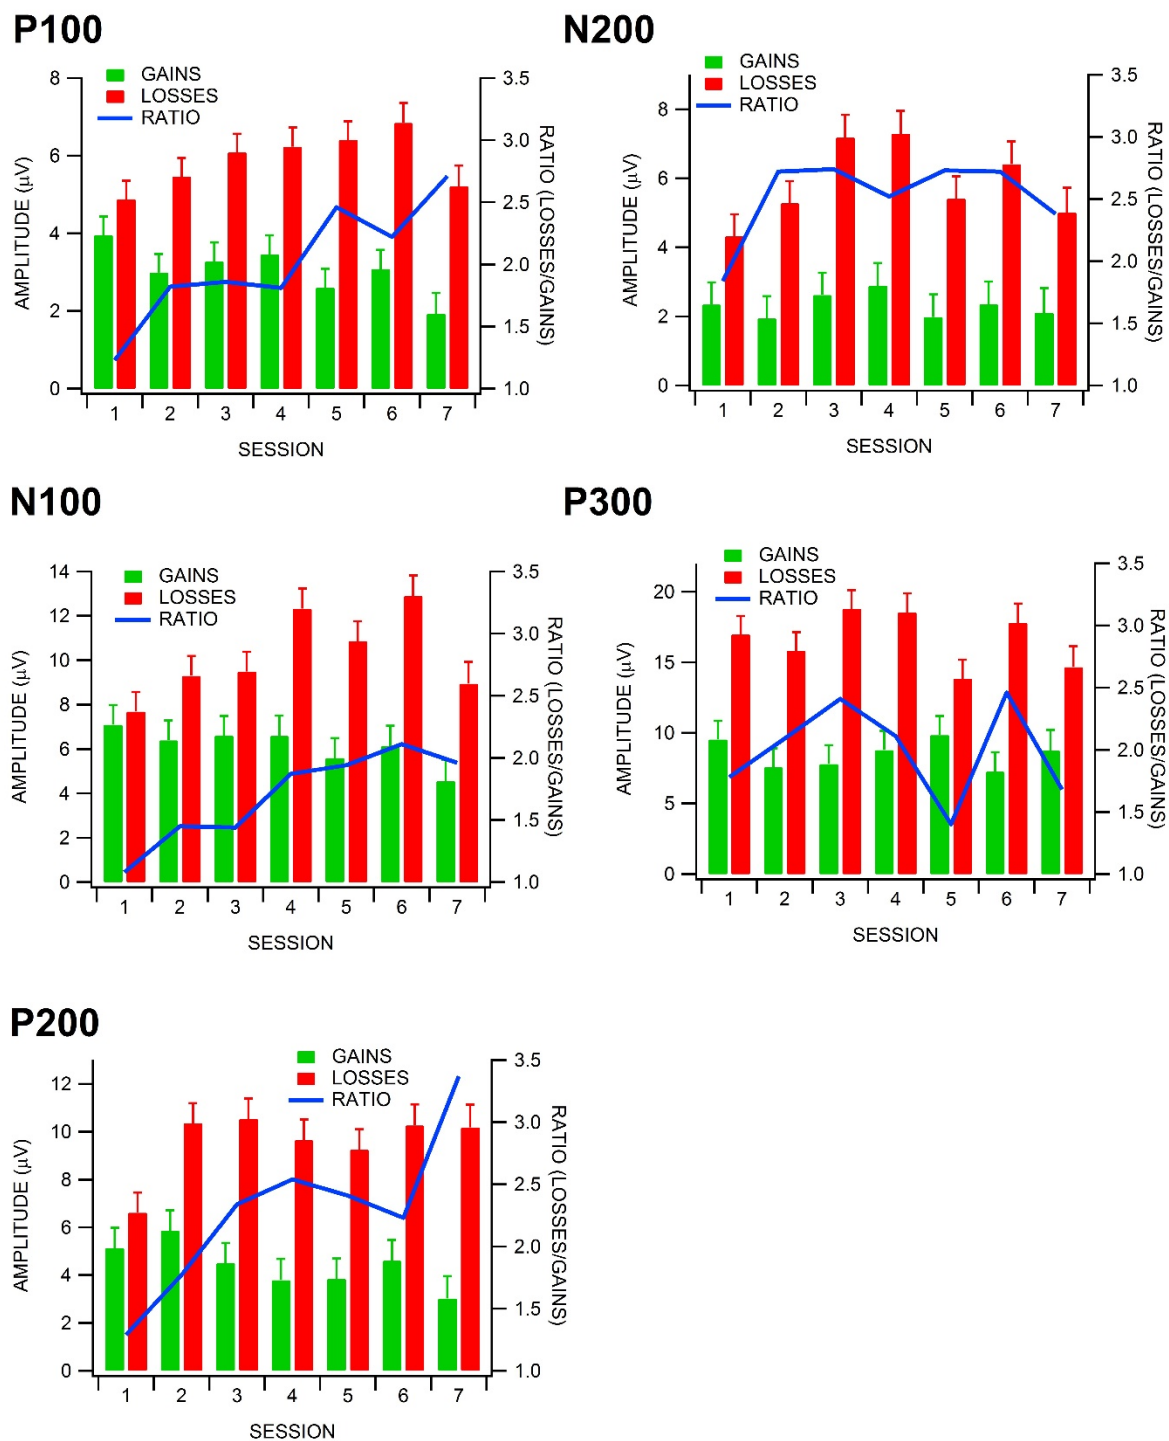 P100
GAINS
LOSSES
RATIO
8
6
4
2
0
AMPLITUDE (μV)
3.5
3.0
2.5
2.0
1.5
1.0
RATIO (LOSSES/GAINS)
1 2 3 4 5 6 7
SESSION
N200
GAINS
LOSSES
RATIO
8
6
4
2
0
AMPLITUDE (μV)
3.5
3.0
2.5
2.0
1.5
1.0
RATIO (LOSSES/GAINS)
1 2 3 4 5 6 7
SESSION
N100
GAINS
LOSSES
RATIO
14
12
10
8
6
4
2
0
AMPLITUDE (μV)
3.5
3.0
2.5
2.0
1.5
1.0
RATIO (LOSSES/GAINS)
1 2 3 4 5 6 7
SESSION
P300
GAINS
LOSSES
RATIO
20
15
10
5
0
AMPLITUDE (μV)
3.5
3.0
2.5
2.0
1.5
1.0
RATIO (LOSSES/GAINS)
1 2 3 4 5 6 7
SESSION
P200
GAINS
LOSSES
RATIO
12
10
8
6
4
2
0
AMPLITUDE (μV)
3.5
3.0
2.5
2.0
1.5
1.0
RATIO (LOSSES/GAINS)
1 2 3 4 5 6 7
SESSION